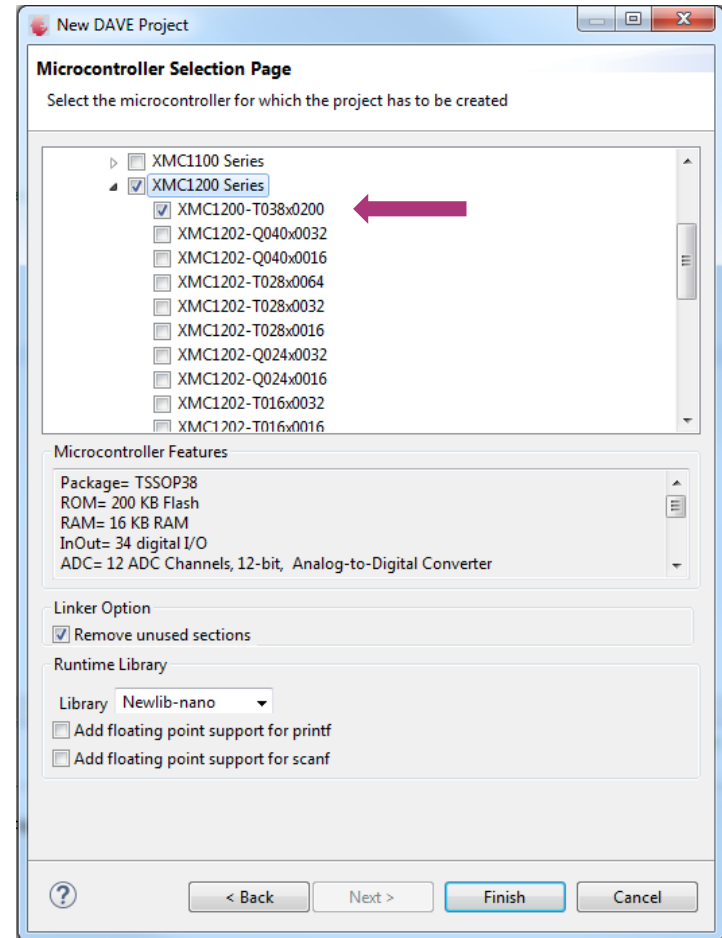 New DAVE Project
Microcontroller Selection Page
Select the microcontroller for which the project has to be created
XMC1100 Series
XMC1200 Series
XMC1200-T038x0200
XMC1202-Q040x0032
XMC1202-Q040x0016
XMC1202-T028x0064
XMC1202-T028x0032
XMC1202-T028x0016
XMC1202-Q024x0032
XMC1202-Q024x0016
XMC1202-T016x0032
XMC1202-T016x0016
Microcontroller Features
Package= TSSOP38
ROM= 200 KB Flash
RAM= 16 KB RAM
InOut= 34 digital I/O
ADC= 12 ADC Channels, 12-bit, Analog-to-Digital Converter
Linker Option
Remove unused sections
Runtime Library
Library Newlib-nano
Add floating point support for printf
Add floating point support for scanf
? < Back Next > Finish Cancel